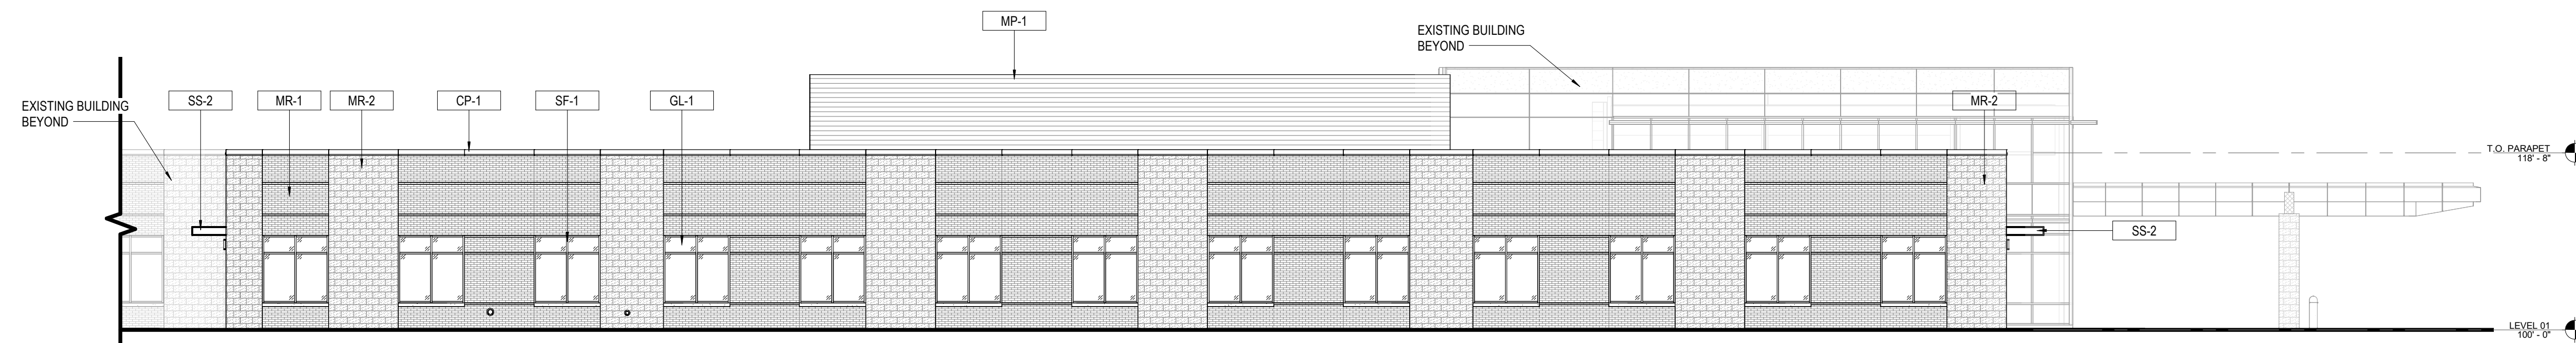 MP-1
EXISTING BUILDING
BEYOND
EXISTING BUILDING
BEYOND
SS-2
MR-1
MR-2
CP-1
SF-1
GL-1
MR-2
T.O. PARAPET
118' - 8"
SS-2
LEVEL 01
100' - 0"